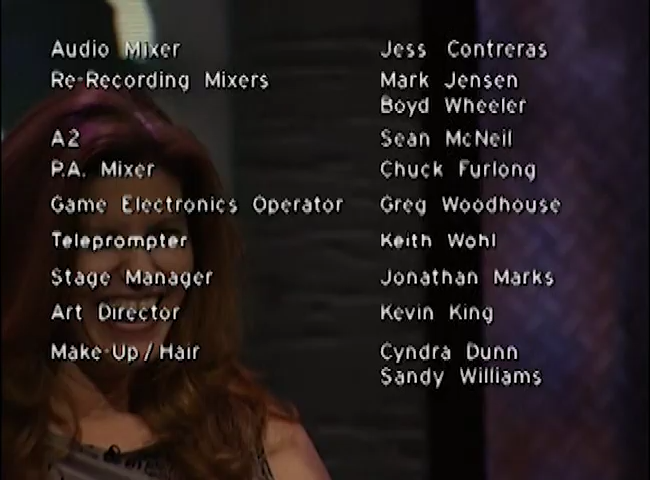 Audio Mixer Jess Contreras
Re-Recording Mixers Mark Jensen
Boyd Wheeler
A2 Sean McNeil
P.A. Mixer Chuck Furlong
Game Electronics Operator Greg Woodhouse
Teleprompter Keith Wohl
Stage Manager Jonathan Marks
Art Director Kevin King
Make-Up / Hair Cyndra Dunn
Sandy Williams